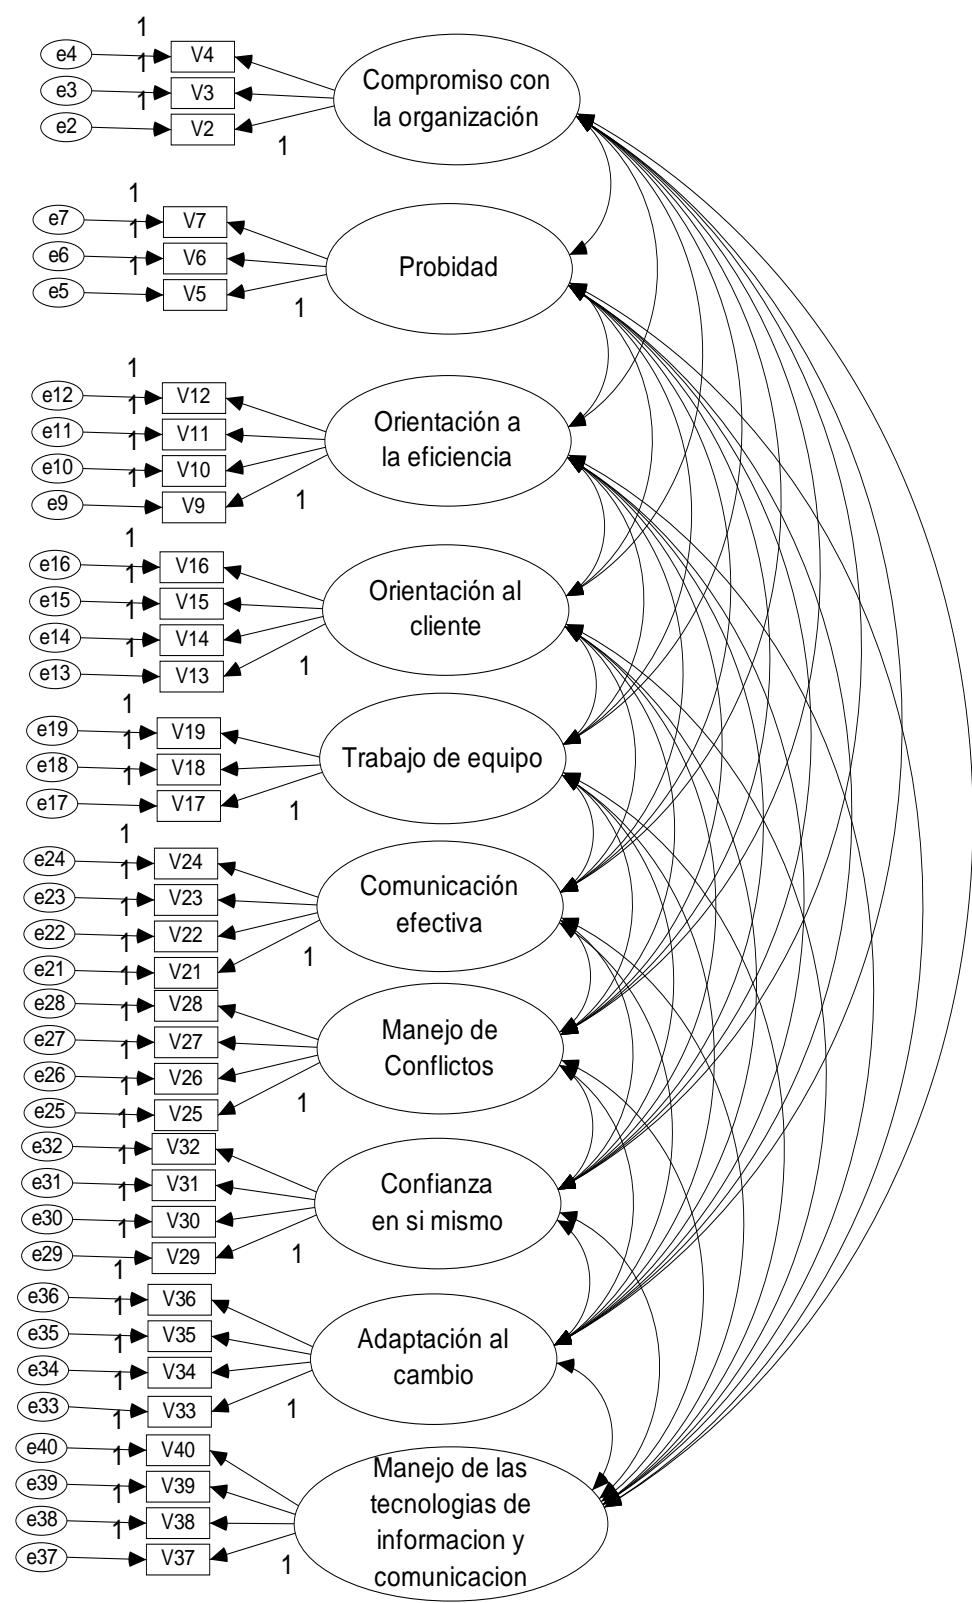 1
e4
1
V4
e3
1
V3
e2
V2
1
Compromiso con
la organización
1
e7
1
V7
e6
1
V6
e5
V5
1
Probidad
1
e12
1
V12
e11
1
V11
e10
1
V10
e9
V9
1
Orientación a
la eficiencia
1
e16
1
V16
e15
1
V15
e14
1
V14
e13
V13
1
Orientación al
cliente
1
e19
1
V19
e18
1
V18
e17
V17
1
Trabajo de equipo
1
e24
1
V24
e23
1
V23
e22
1
V22
e21
V21
1
Comunicación
efectiva
1
e28
1
V28
e27
1
V27
e26
1
V26
e25
V25
1
Manejo de
Conflictos
1
e32
1
V32
e31
1
V31
e30
1
V30
e29
V29
1
Confianza
en si mismo
1
e36
1
V36
e35
1
V35
e34
1
V34
e33
V33
1
Adaptación al
cambio
1
e40
1
V40
e39
1
V39
e38
1
V38
e37
V37
1
Manejo de las
tecnologias de
informacion y
comunicacion